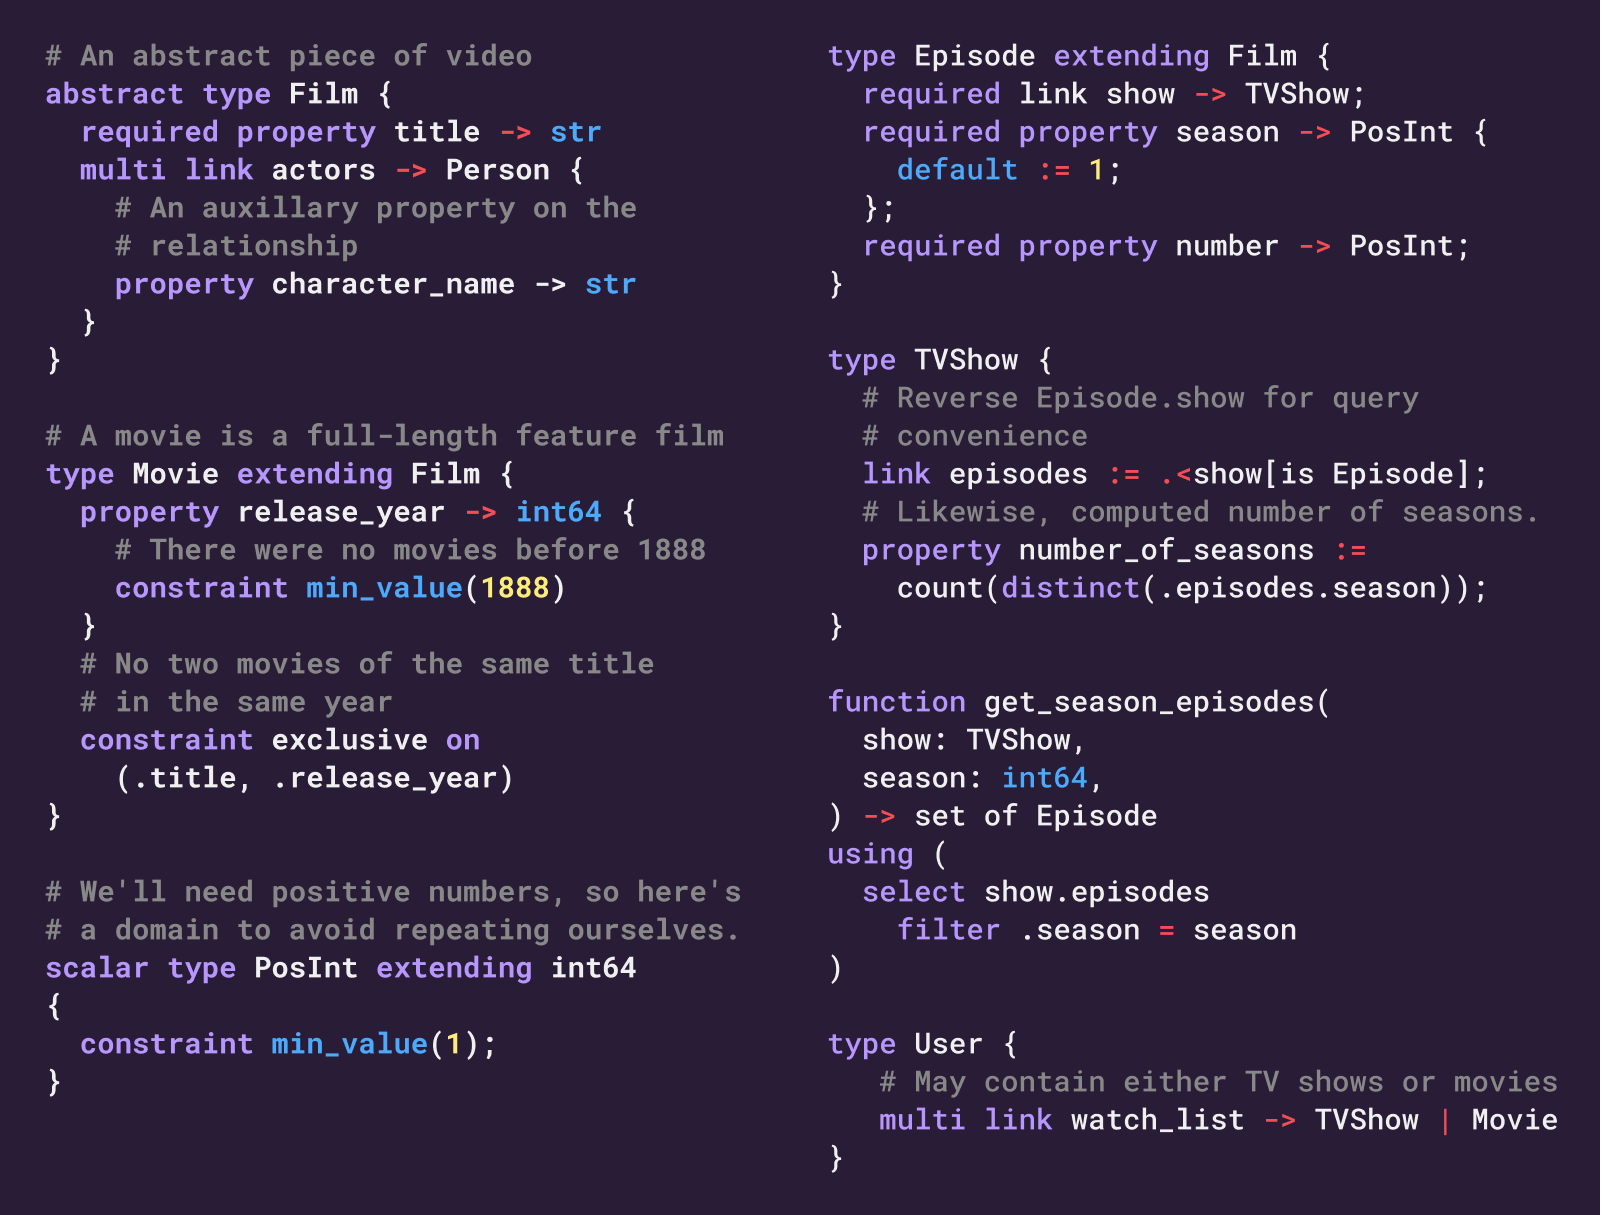 # An abstract piece of video
abstract type Film {
  required property title -> str
  multi link actors -> Person {
    # An auxillary property on the
    # relationship
    property character_name -> str
  }
}

# A movie is a full-length feature film
type Movie extending Film {
  property release_year -> int64 {
    # There were no movies before 1888
    constraint min_value(1888)
  }
  # No two movies of the same title
  # in the same year
  constraint exclusive on
    (.title, .release_year)
}

# We'll need positive numbers, so here's
# a domain to avoid repeating ourselves.
scalar type PosInt extending int64
{
  constraint min_value(1);
}

type Episode extending Film {
  required link show -> TVShow;
  required property season -> PosInt {
    default := 1;
  };
  required property number -> PosInt;
}

type TVShow {
  # Reverse Episode.show for query
  # convenience
  link episodes := .<show[is Episode];
  # Likewise, computed number of seasons.
  property number_of_seasons :=
    count(distinct(.episodes.season));
}

function get_season_episodes(
  show: TVShow,
  season: int64,
) -> set of Episode
using (
  select show.episodes
    filter .season = season
)

type User {
   # May contain either TV shows or movies
   multi link watch_list -> TVShow | Movie
}